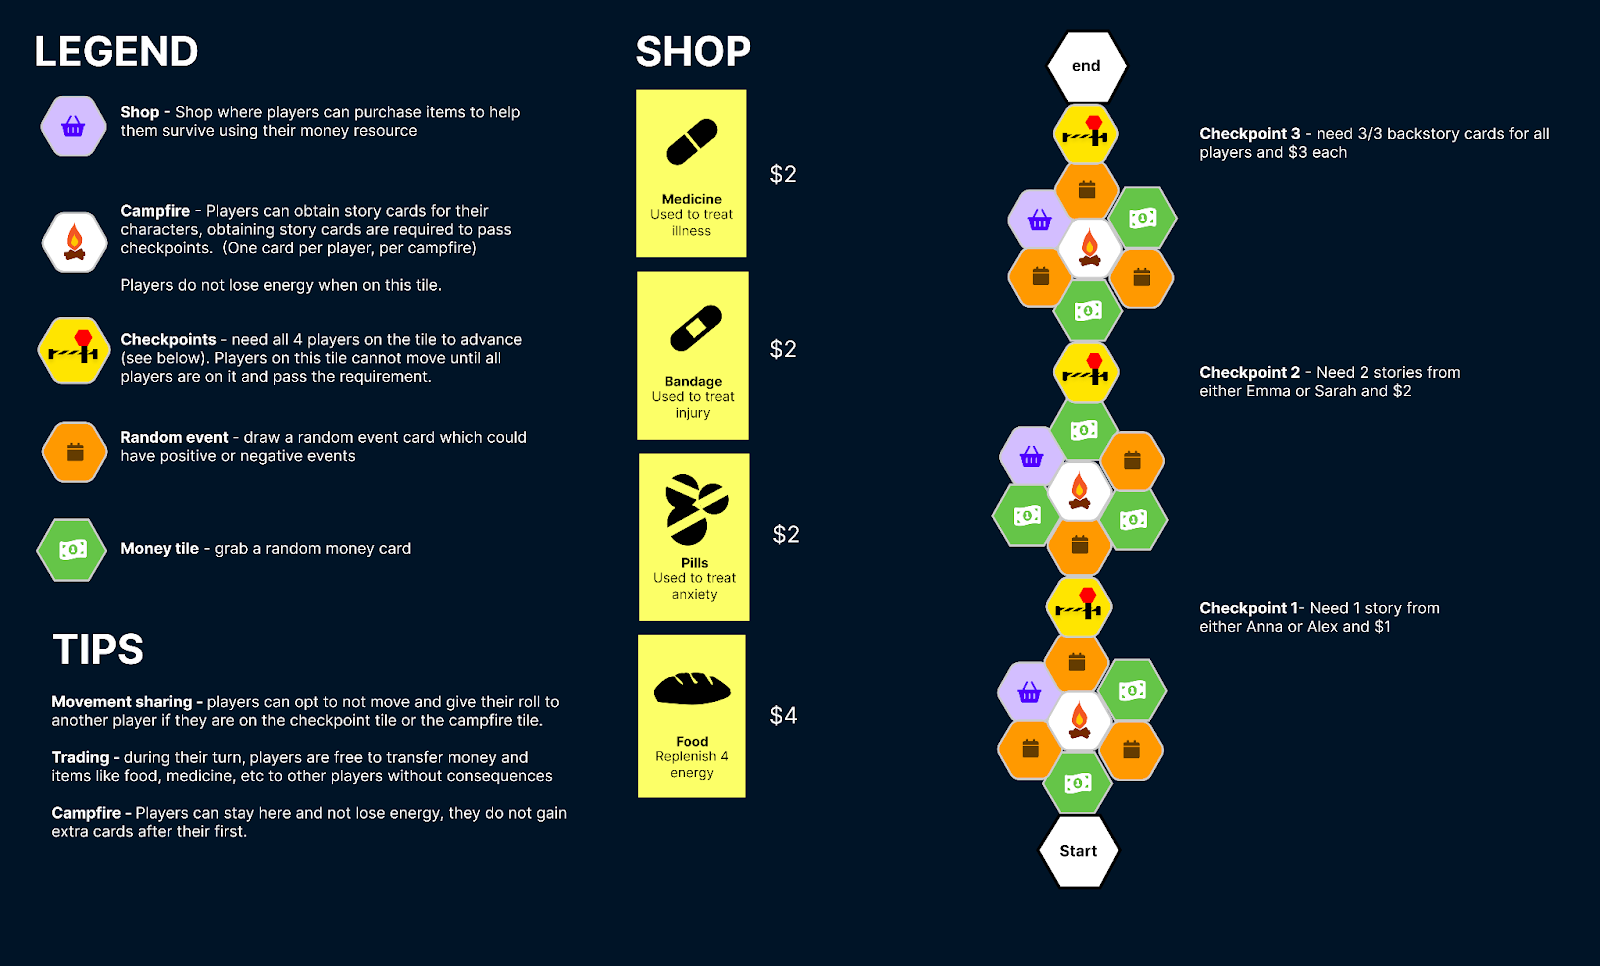 LEGEND
Shop - Shop where players can purchase items to help
them survive using their money resource
Campfire - Players can obtain story cards for their
characters, obtaining story cards are required to pass
checkpoints.  (One card per player, per campfire)
Players do not lose energy when on this tile.
Checkpoints - need all 4 players on the tile to advance
(see below). Players on this tile cannot move until all
players are on it and pass the requirement.
Random event - draw a random event card which could
have positive or negative events
Money tile - grab a random money card
TIPS
Movement sharing - players can opt to not move and give their roll to
another player if they are on the checkpoint tile or the campfire tile.
Trading - during their turn, players are free to transfer money and
items like food, medicine, etc to other players without consequences
Campfire - Players can stay here and not lose energy, they do not gain
extra cards after their first.
SHOP
Medicine
Used to treat
illness
$2
Bandage
Used to treat
injury
$2
Pills
Used to treat
anxiety
$2
Food
Replenish 4
energy
$4
end
Checkpoint 3 - need 3/3 backstory cards for all
players and $3 each
Checkpoint 2 - Need 2 stories from
either Emma or Sarah and $2
Checkpoint 1- Need 1 story from
either Anna or Alex and $1
Start